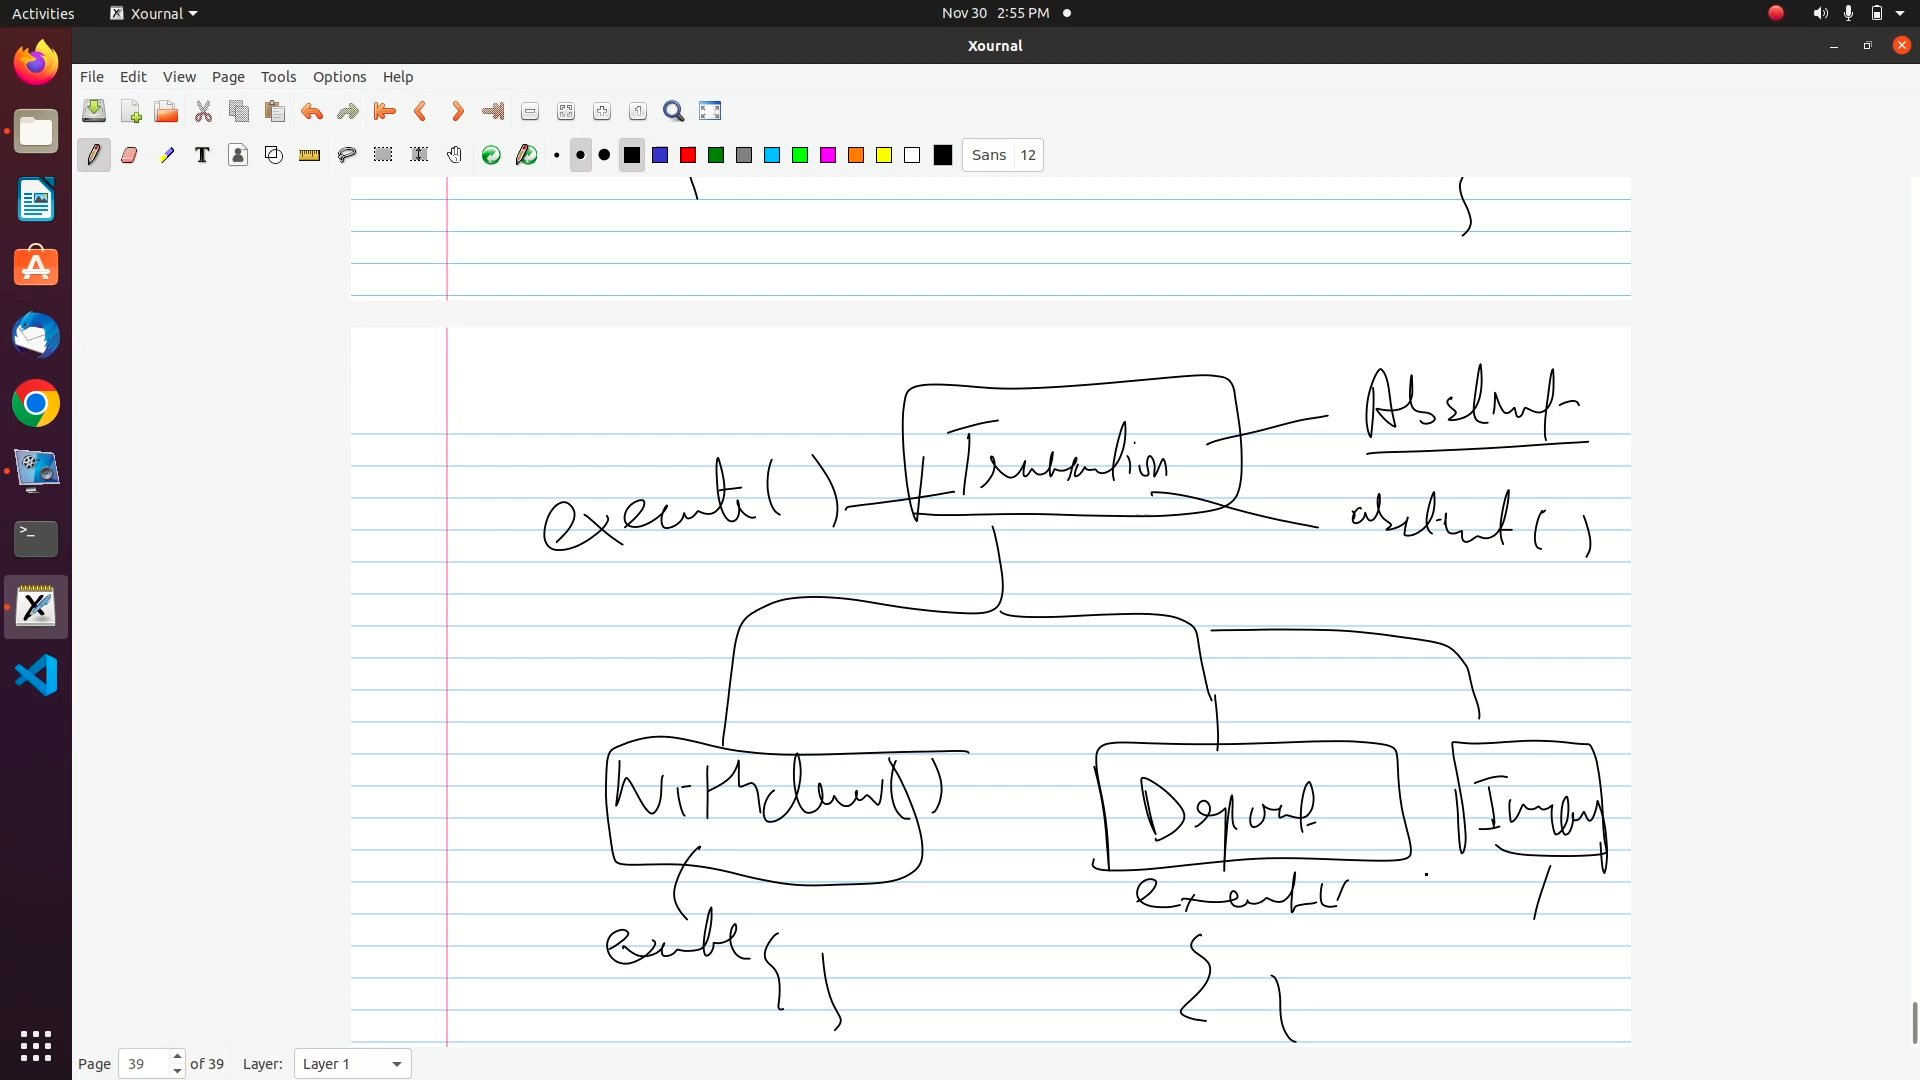 Activities
Xournal
Nov 30 2:55 PM
Xournal
File Edit View Page Tools Options Help
T
Sans 12
Abstract
Transaction
execute()
abstract()
Withdraw()
Deposit
execute(
execute {
{
Page 39 of 39 Layer: Layer 1